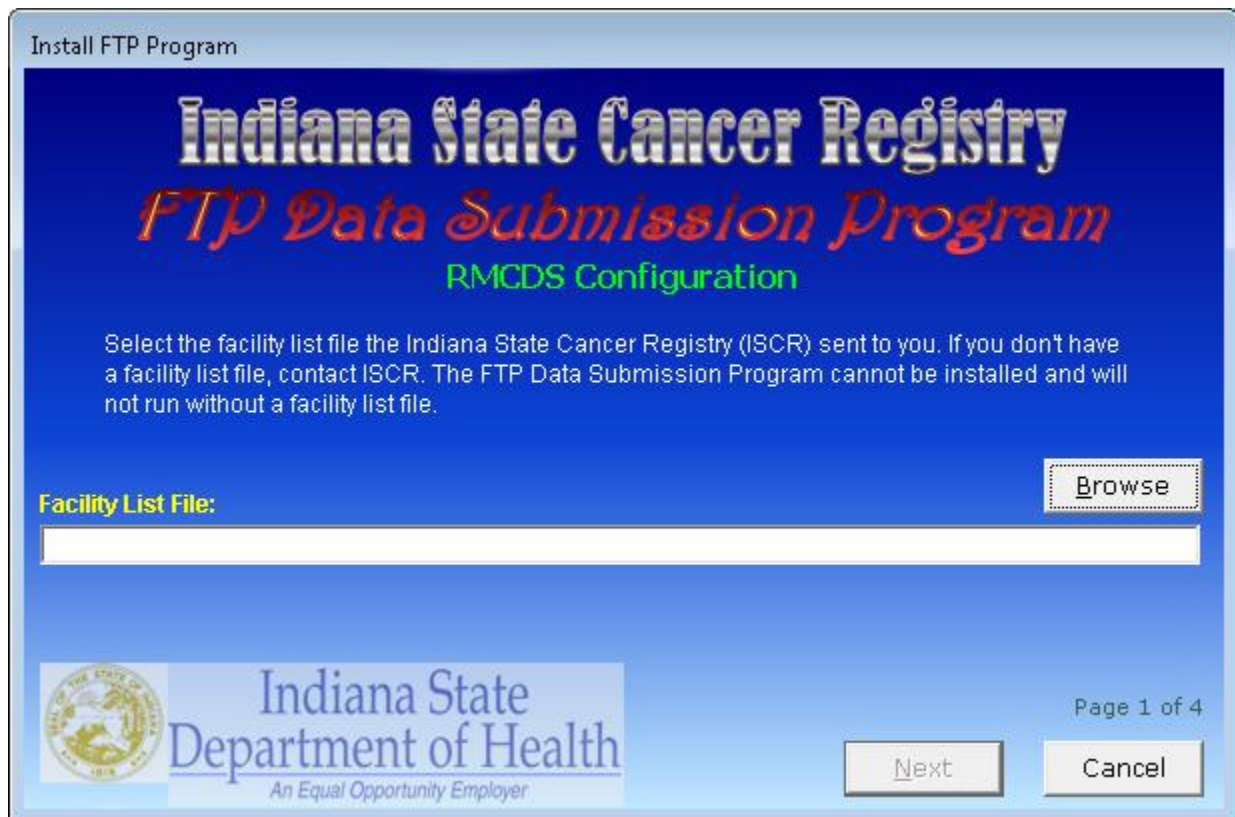 Install FTP Program
Indiana State Cancer Registry
FTP Data Submission Program
RMCDS Configuration
Select the facility list file the Indiana State Cancer Registry (ISCR) sent to you. If you don't have
a facility list file, contact ISCR. The FTP Data Submission Program cannot be installed and will
not run without a facility list file.
Browse
Facility List File:
Indiana State
Department of Health
An Equal Opportunity Employer
Page 1 of 4
Next
Cancel